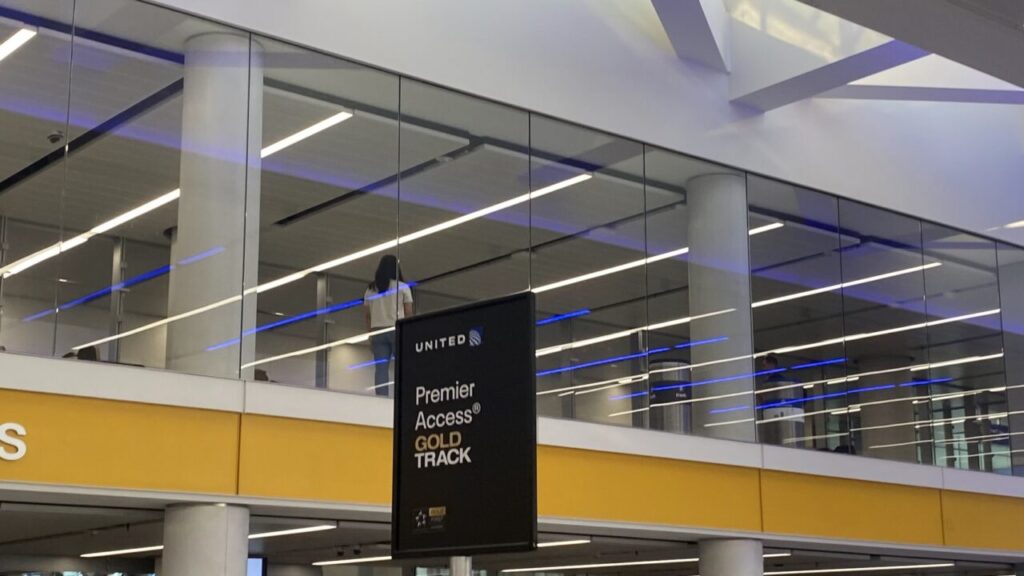 s
UNITED
Premier
Access®
GOLD
TRACK